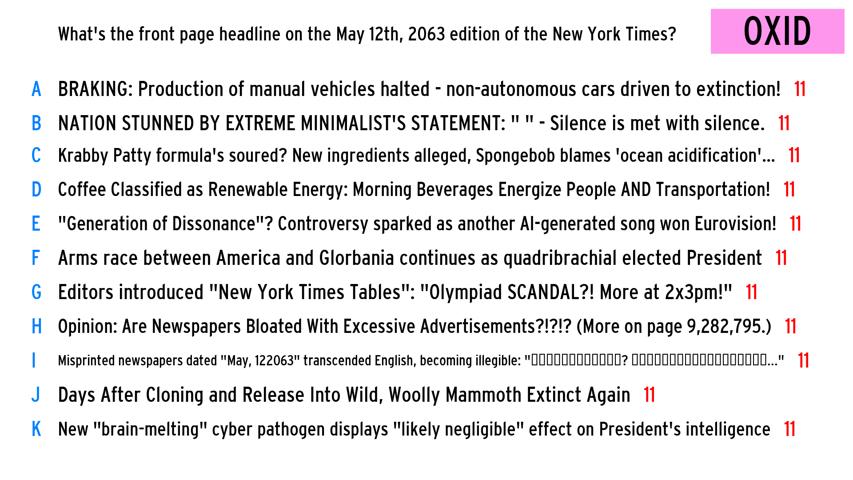 What's the front page headline on the May 12th, 2063 edition of the New York Times? OXID
A BRAKING: Production of manual vehicles halted - non-autonomous cars driven to extinction! 11
B NATION STUNNED BY EXTREME MINIMALIST'S STATEMENT: " " - Silence is met with silence. 11
C Krabby Patty formula's soured? New ingredients alleged, Spongebob blames 'ocean acidification'... 11
D Coffee Classified as Renewable Energy: Morning Beverages Energize People AND Transportation! 11
E "Generation of Dissonance"? Controversy sparked as another AI-generated song won Eurovision! 11
F Arms race between America and Glorbania continues as quadribrachial elected President 11
G Editors introduced "New York Times Tables": "Olympiad SCANDAL?! More at 2x3pm!" 11
H Opinion: Are Newspapers Bloated With Excessive Advertisements?!?!? (More on page 9,282,795.) 11
I Misprinted newspapers dated "May, 122063" transcended English, becoming illegible: "▯▯▯▯▯▯▯▯▯▯▯▯▯? ▯▯▯▯▯▯▯▯▯▯▯▯▯▯▯▯▯▯▯..." 11
J Days After Cloning and Release Into Wild, Woolly Mammoth Extinct Again 11
K New "brain-melting" cyber pathogen displays "likely negligible" effect on President's intelligence 11